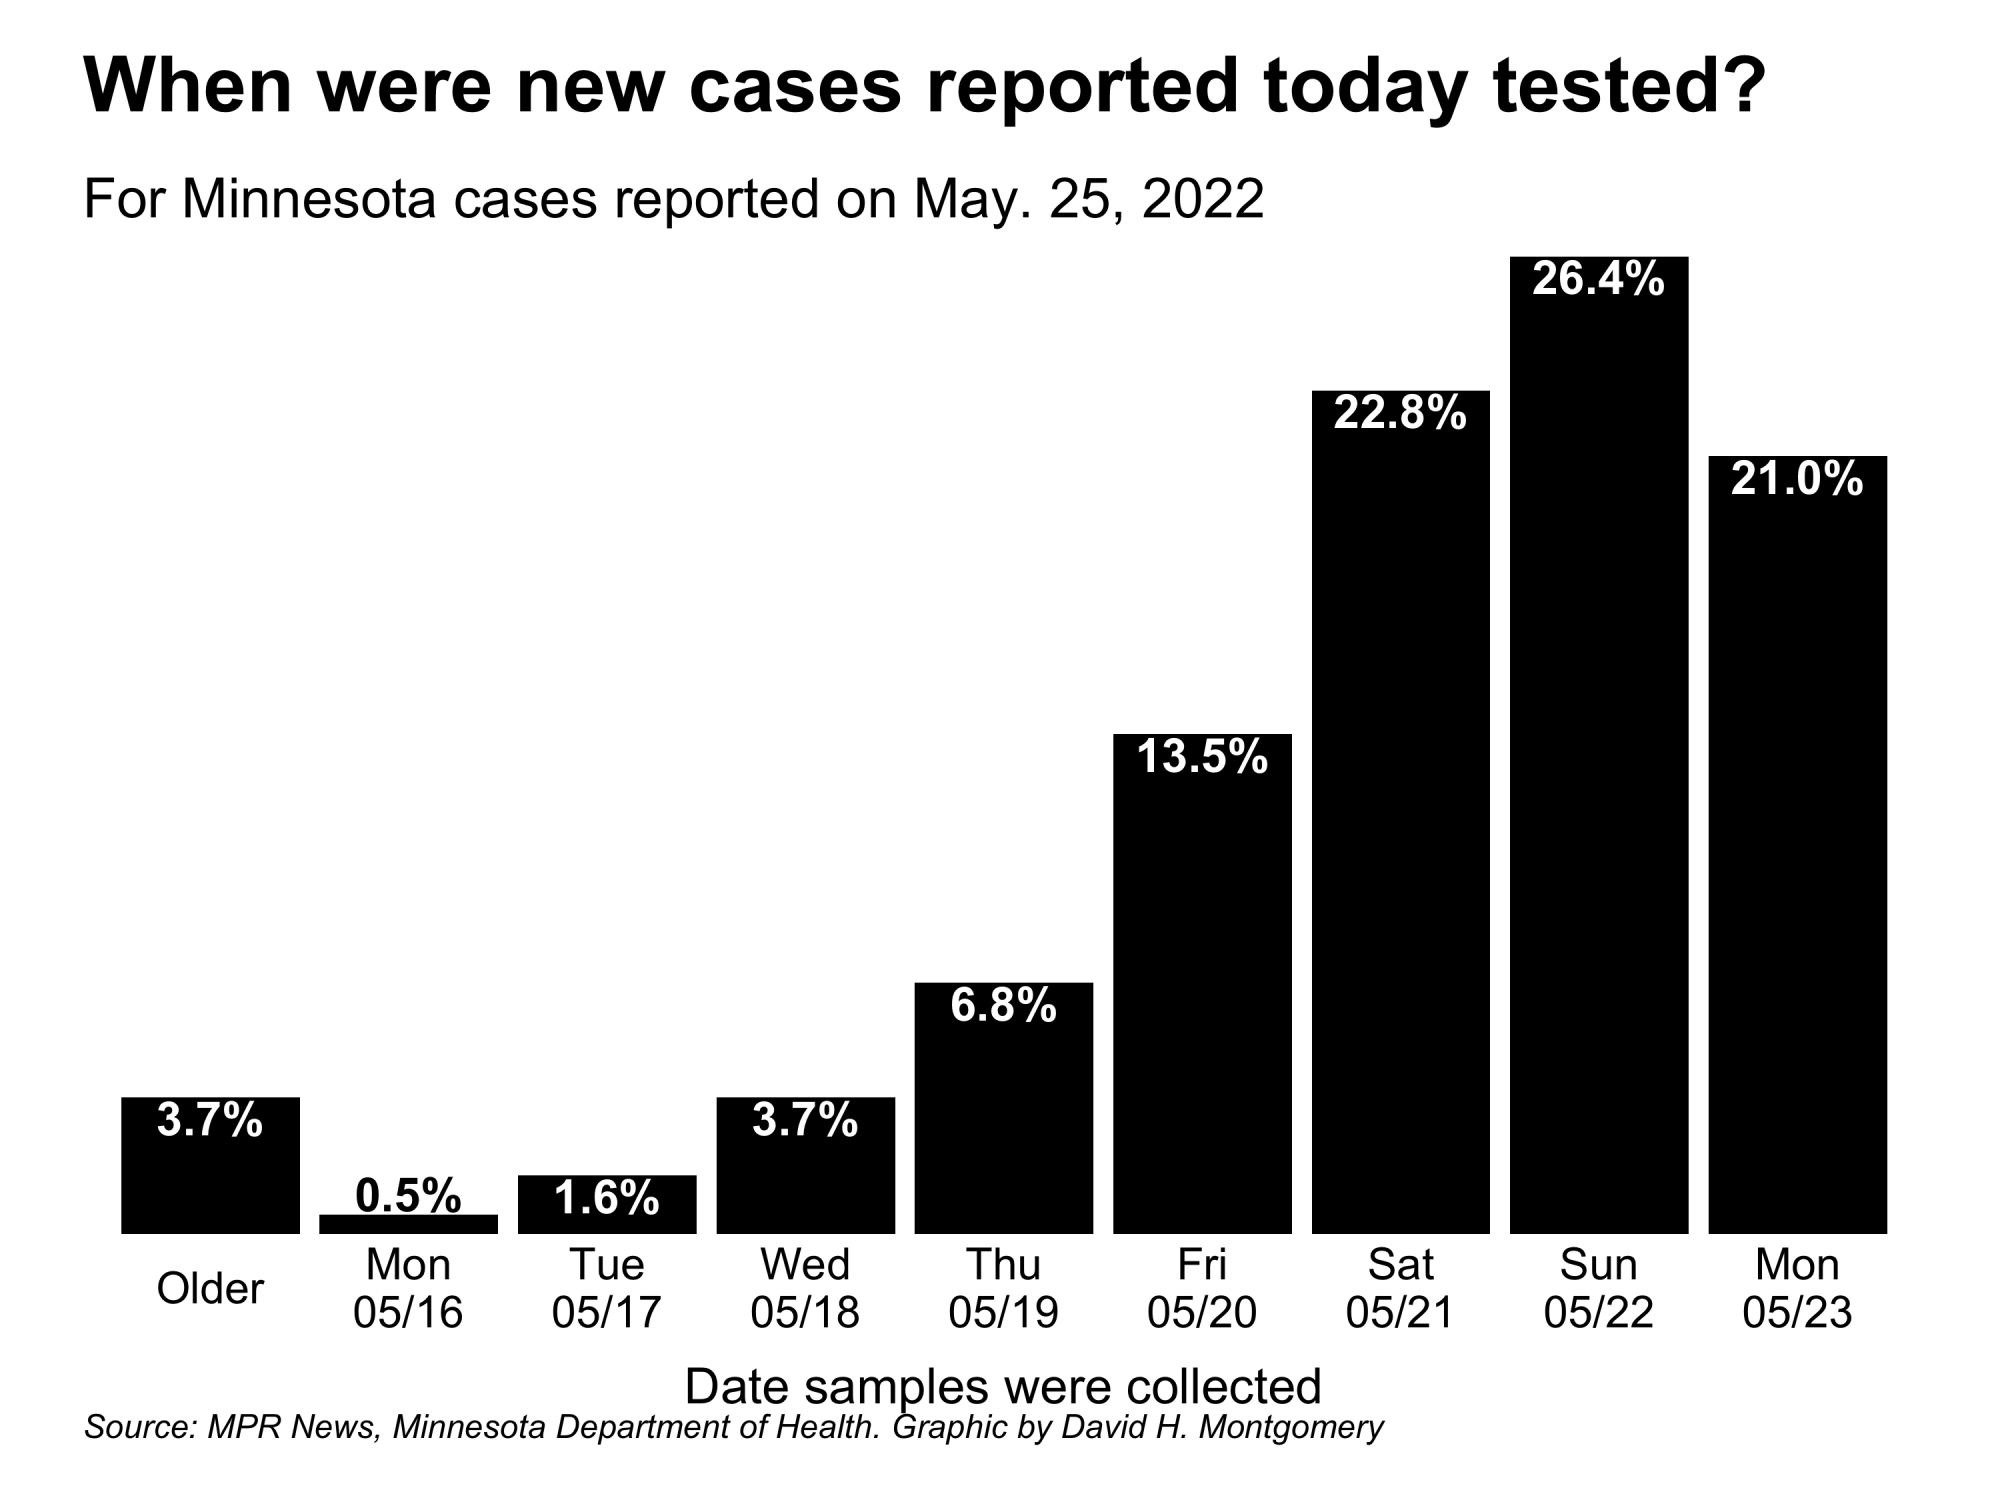 When were new cases reported today tested?
For Minnesota cases reported on May. 25, 2022
26.4%
22.8%
21.0%
13.5%
6.8%
3.7%
3.7%
0.5%
1.6%
Older
Mon
05/16
Tue
05/17
Wed
05/18
Thu
05/19
Fri
05/20
Sat
05/21
Sun
05/22
Mon
05/23
Date samples were collected
Source: MPR News, Minnesota Department of Health. Graphic by David H. Montgomery